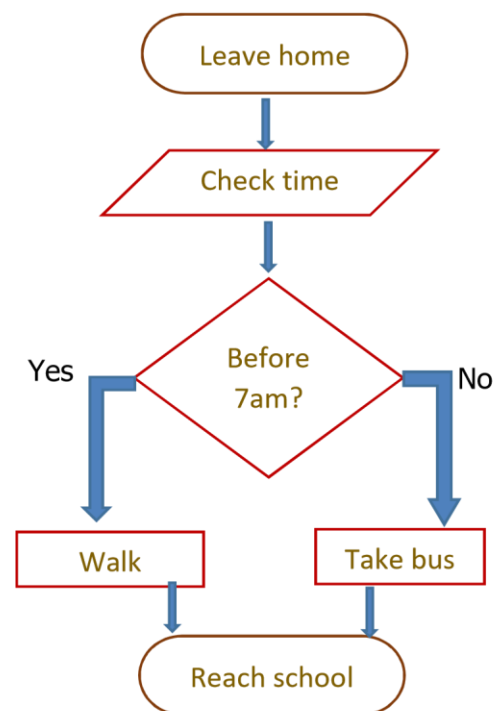 Leave home
Check time
Before
7am?
Yes
No
Walk
Take bus
Reach school